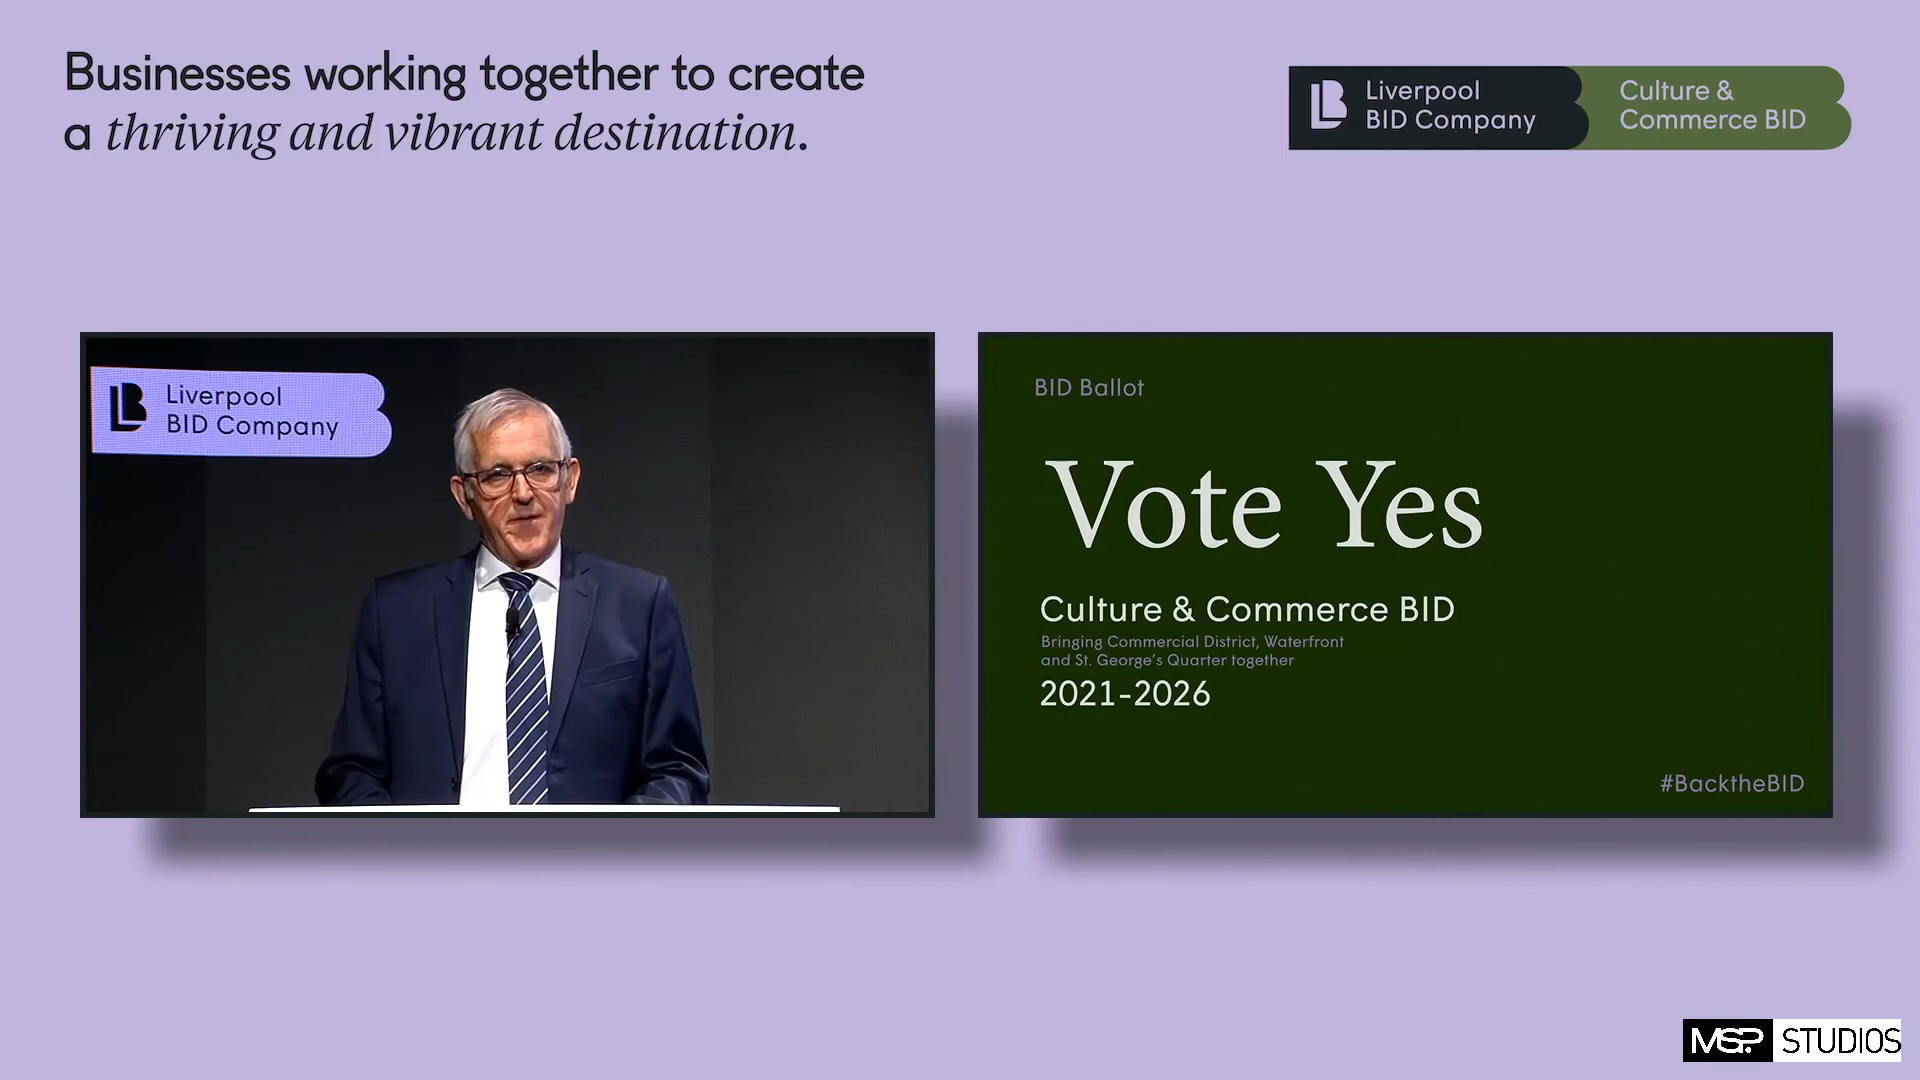 Businesses working together to create
a thriving and vibrant destination.
Liverpool
BID Company
Culture &
Commerce BID
Liverpool
BID Company
BID Ballot
Vote Yes
Culture & Commerce BID
Bringing Commercial District, Waterfront
and St. George's Quarter together
2021-2026
#BacktheBID
MSP STUDIOS